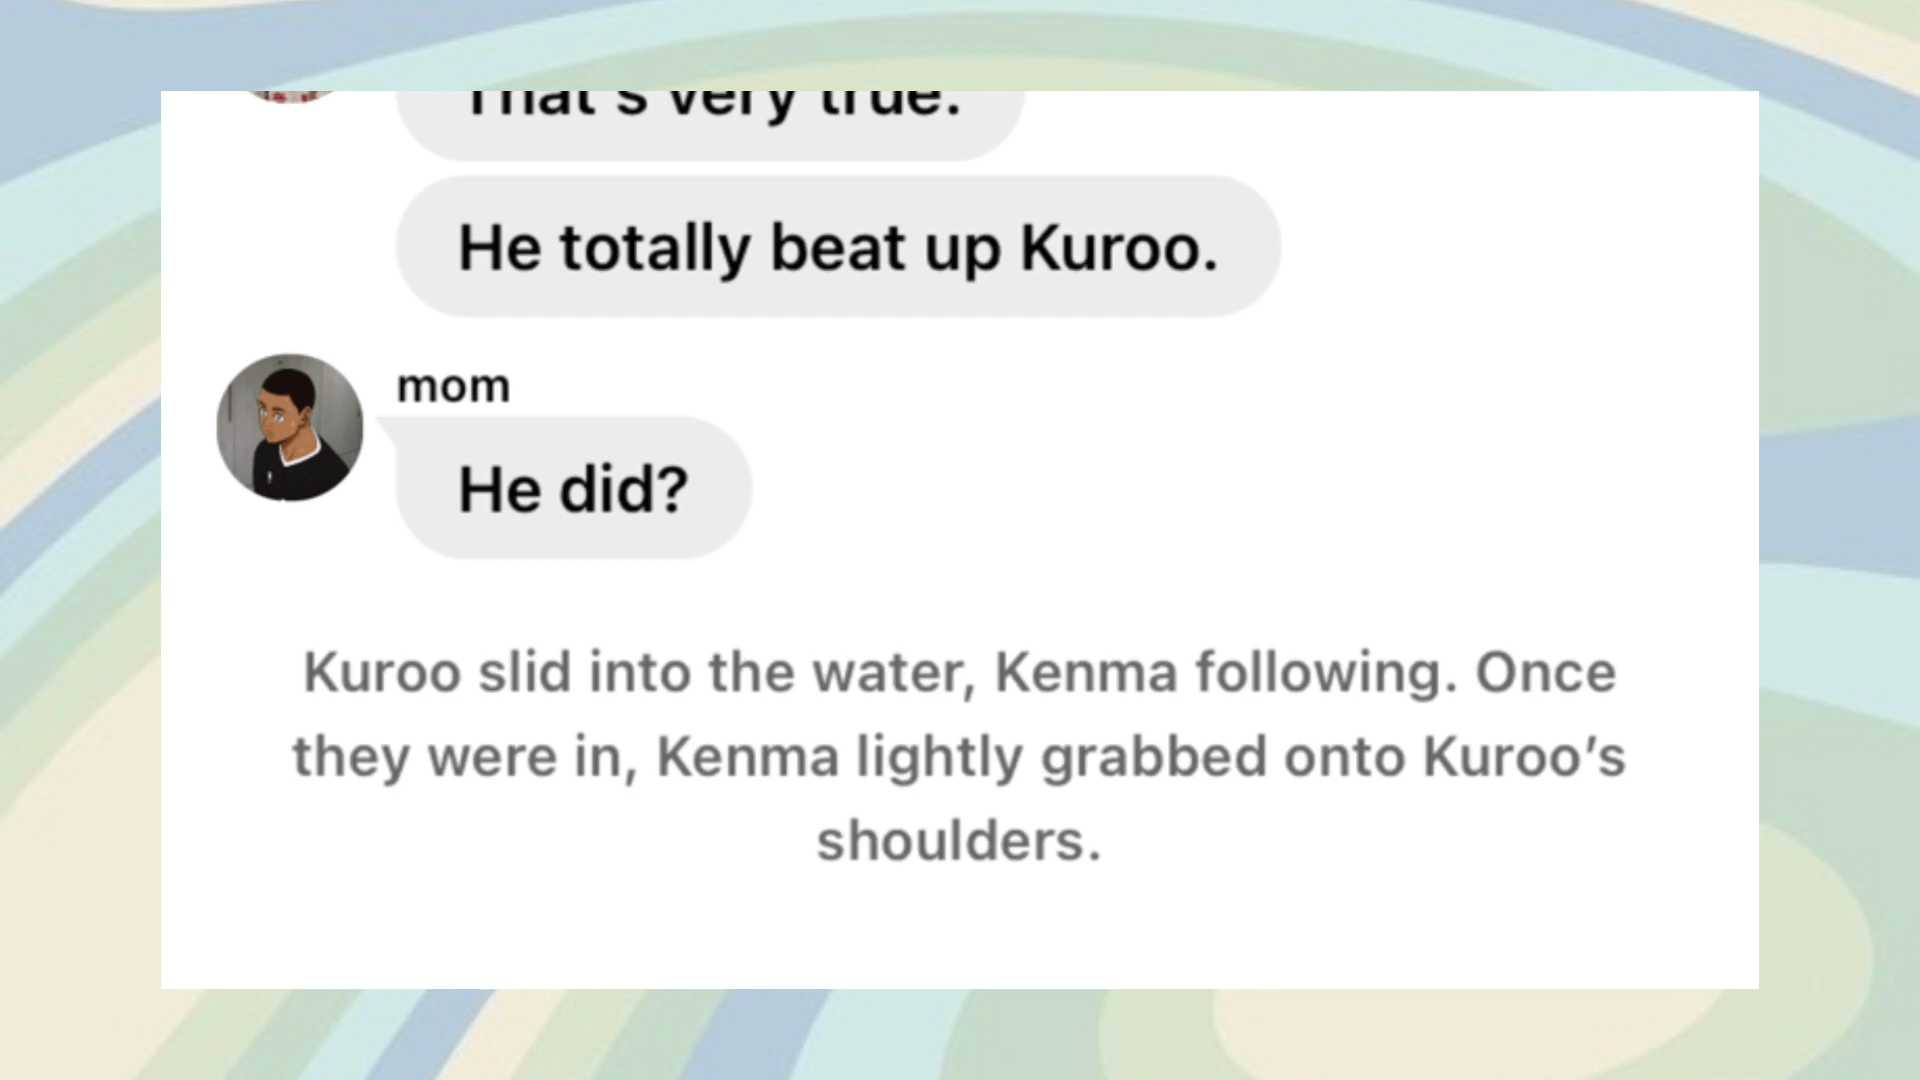 That's very true.
He totally beat up Kuroo.
mom
He did?
Kuroo slid into the water, Kenma following. Once
they were in, Kenma lightly grabbed onto Kuroo’s
shoulders.